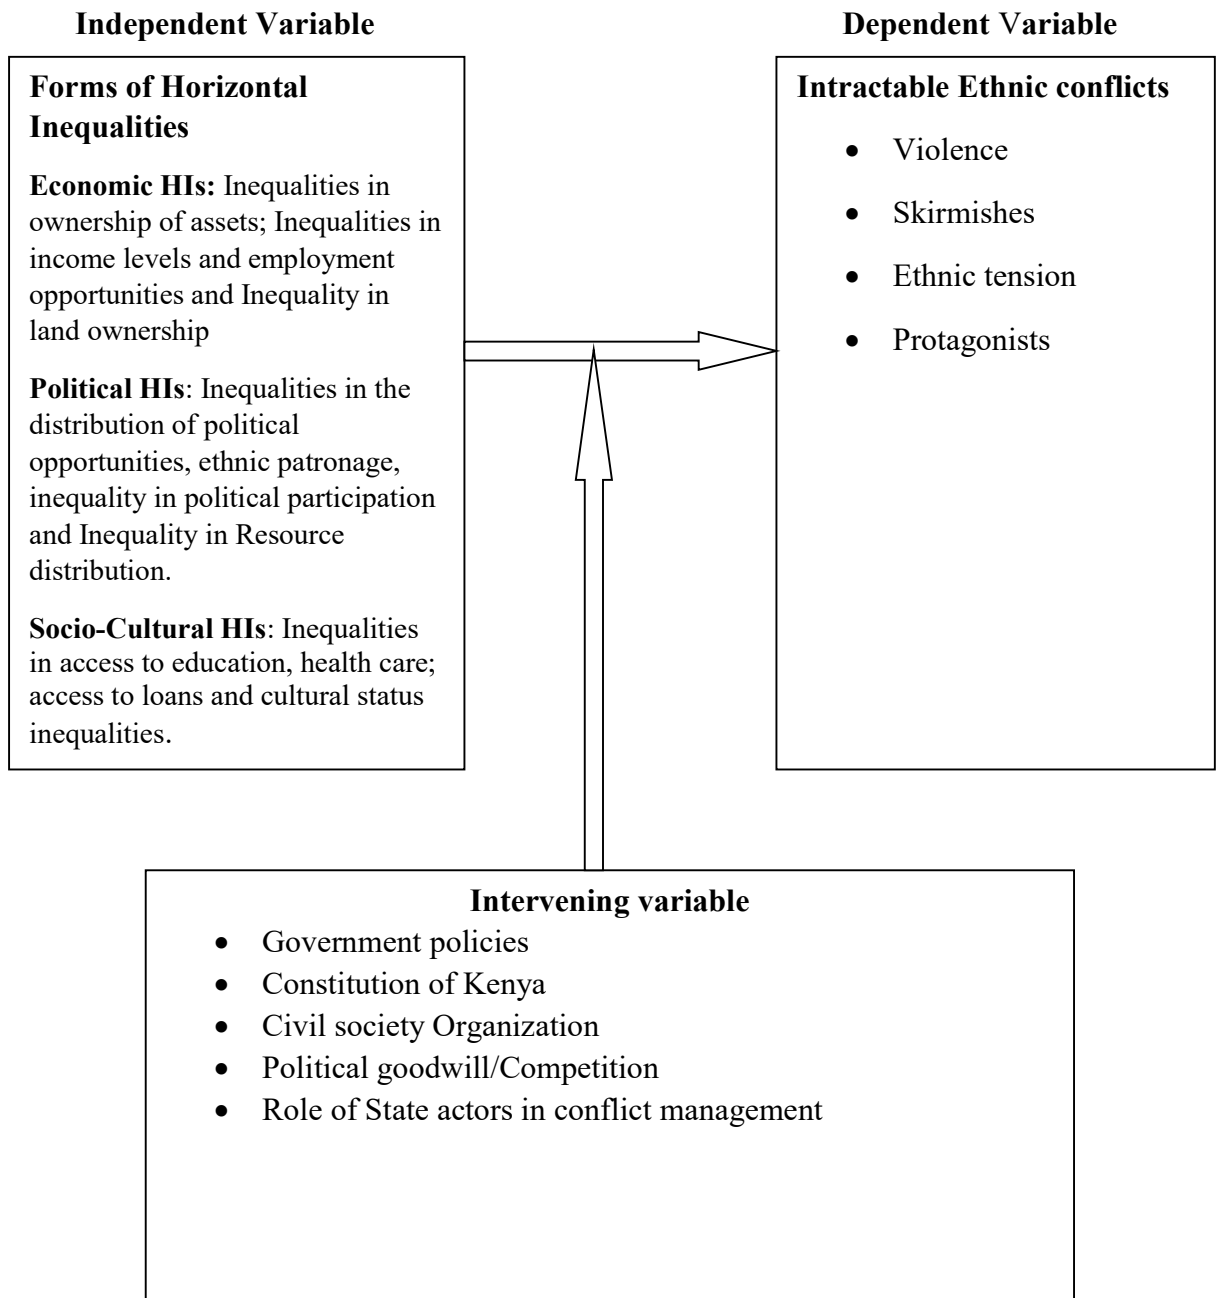 Independent Variable
Forms of Horizontal
Inequalities
Economic HIs: Inequalities in
ownership of assets; Inequalities in
income levels and employment
opportunities and Inequality in
land ownership
Political HIs: Inequalities in the
distribution of political
opportunities, ethnic patronage,
inequality in political participation
and Inequality in Resource
distribution.
Socio-Cultural HIs: Inequalities
in access to education, health care;
access to loans and cultural status
inequalities.
Dependent Variable
Intractable Ethnic conflicts
• Violence
• Skirmishes
• Ethnic tension
• Protagonists
Intervening variable
• Government policies
• Constitution of Kenya
• Civil society Organization
• Political goodwill/Competition
• Role of State actors in conflict management